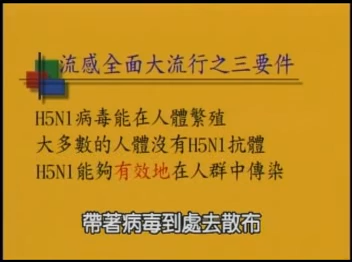 流感全面大流行之三要件
H5N1病毒能在人體繁殖
大多數的人體沒有H5N1抗體
H5N1能夠有效地在人群中傳染
帶著病毒到處去散布